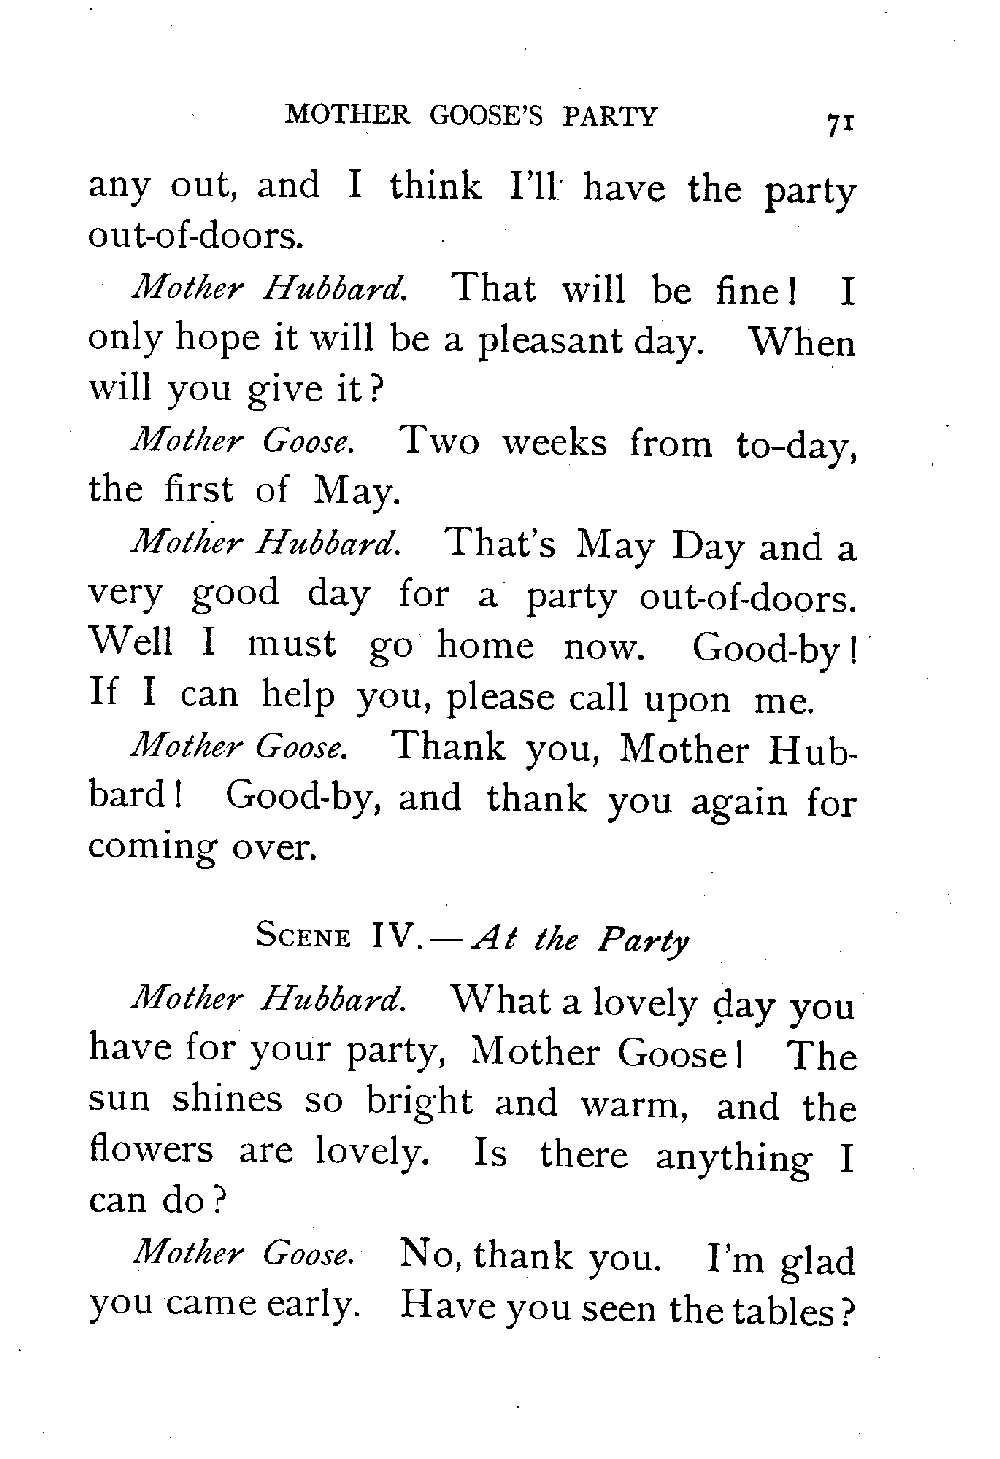 MOTHER GOOSE'S PARTY 71
any out, and I think I'll have the party
out-of-doors.
Mother Hubbard. That will be fine! I
only hope it will be a pleasant day. When
will you give it?
Mother Goose. Two weeks from to-day,
the first of May.
Mother Hubbard. That's May Day and a
very good day for a party out-of-doors.
Well I must go home now. Good-by!
If I can help you, please call upon me.
Mother Goose. Thank you, Mother Hub-
bard! Good-by, and thank you again for
coming over.
SCENE IV.—At the Party
Mother Hubbard. What a lovely day you
have for your party, Mother Goose! The
sun shines so bright and warm, and the
flowers are lovely. Is there anything I
can do?
Mother Goose. No, thank you. I'm glad
you came early. Have you seen the tables?